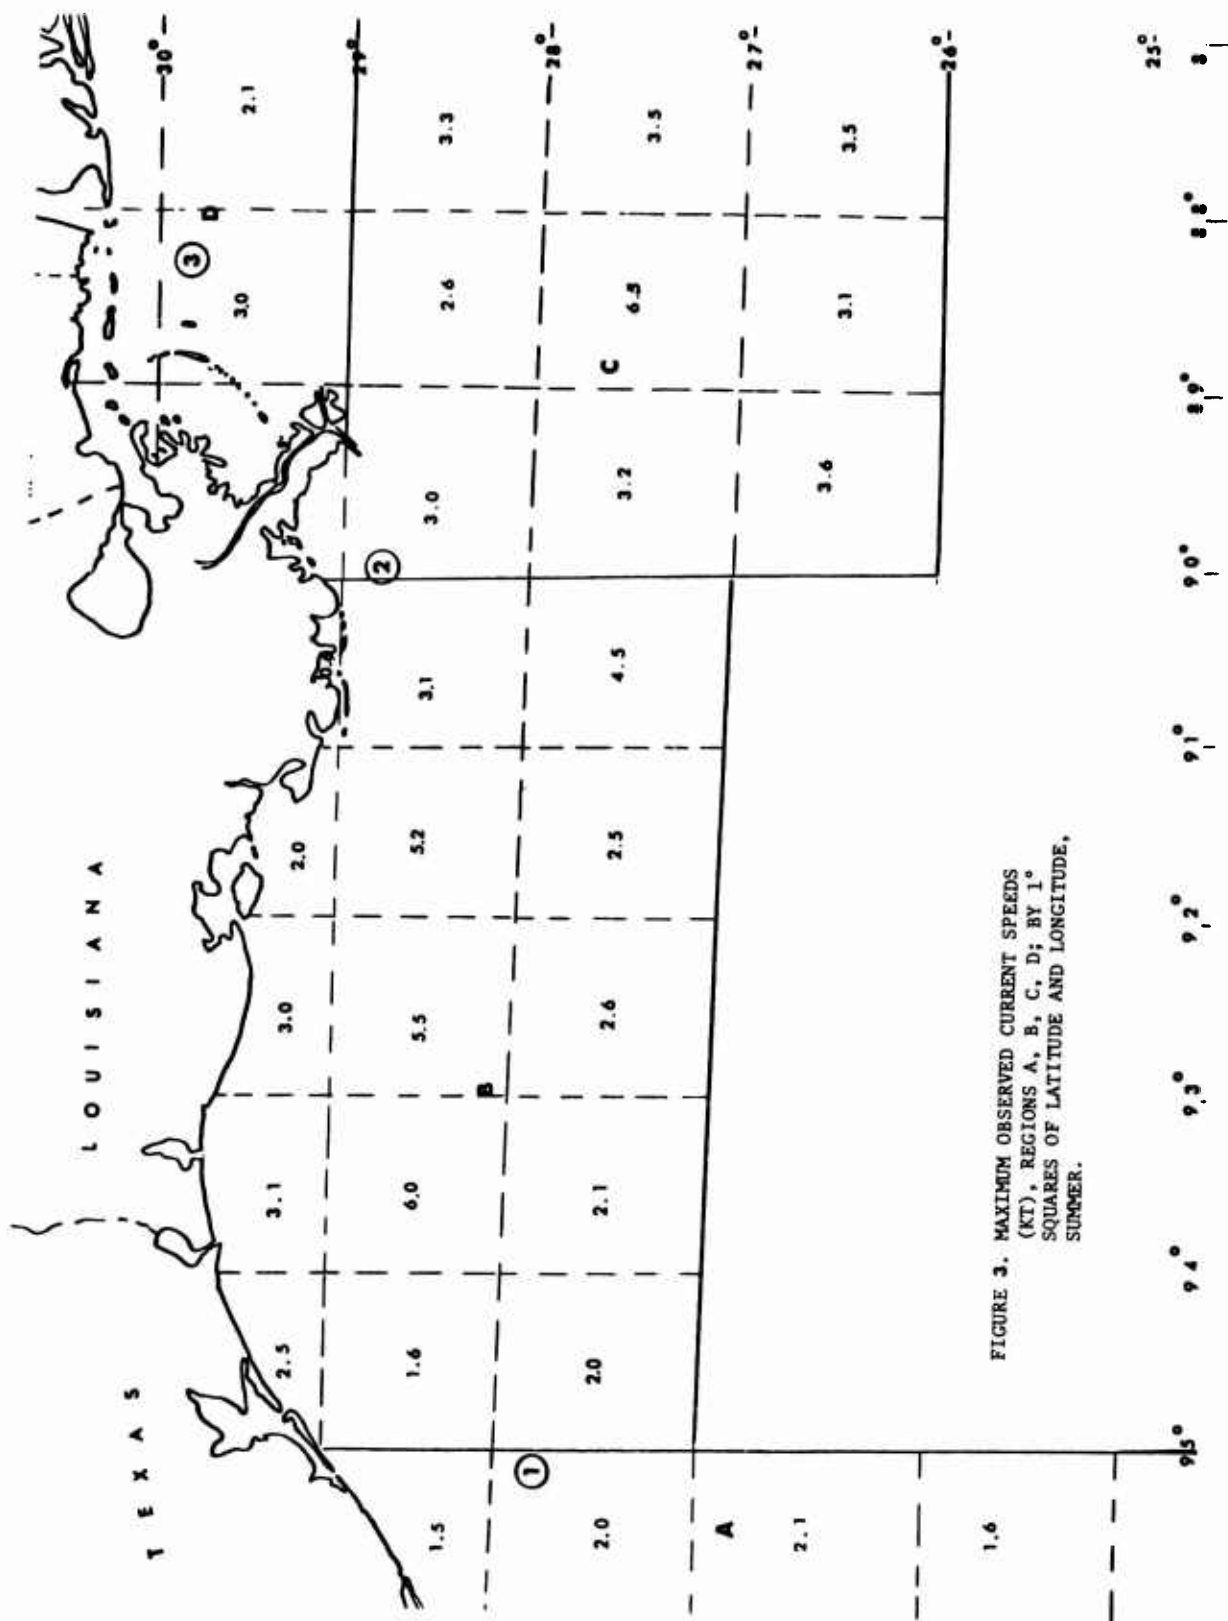 L O U I S I A N A
T E X A S
30°
3
D
2.5 3.1 3.0 2.0 3.0 2.1
29°
2
1.5 1.6 6.0 5.5 5.2 3.1 3.0 2.6 3.3
B
1
28°
2.0 2.0 2.1 2.6 2.5 4.5 3.2 6.5 3.5
C
A
27°
2.1 3.6 3.1 3.5
26°
1.6
FIGURE 3. MAXIMUM OBSERVED CURRENT SPEEDS
(KT), REGIONS A, B, C, D; BY 1°
SQUARES OF LATITUDE AND LONGITUDE,
SUMMER.
25°
95° 94° 93° 92° 91° 90° 89° 88°